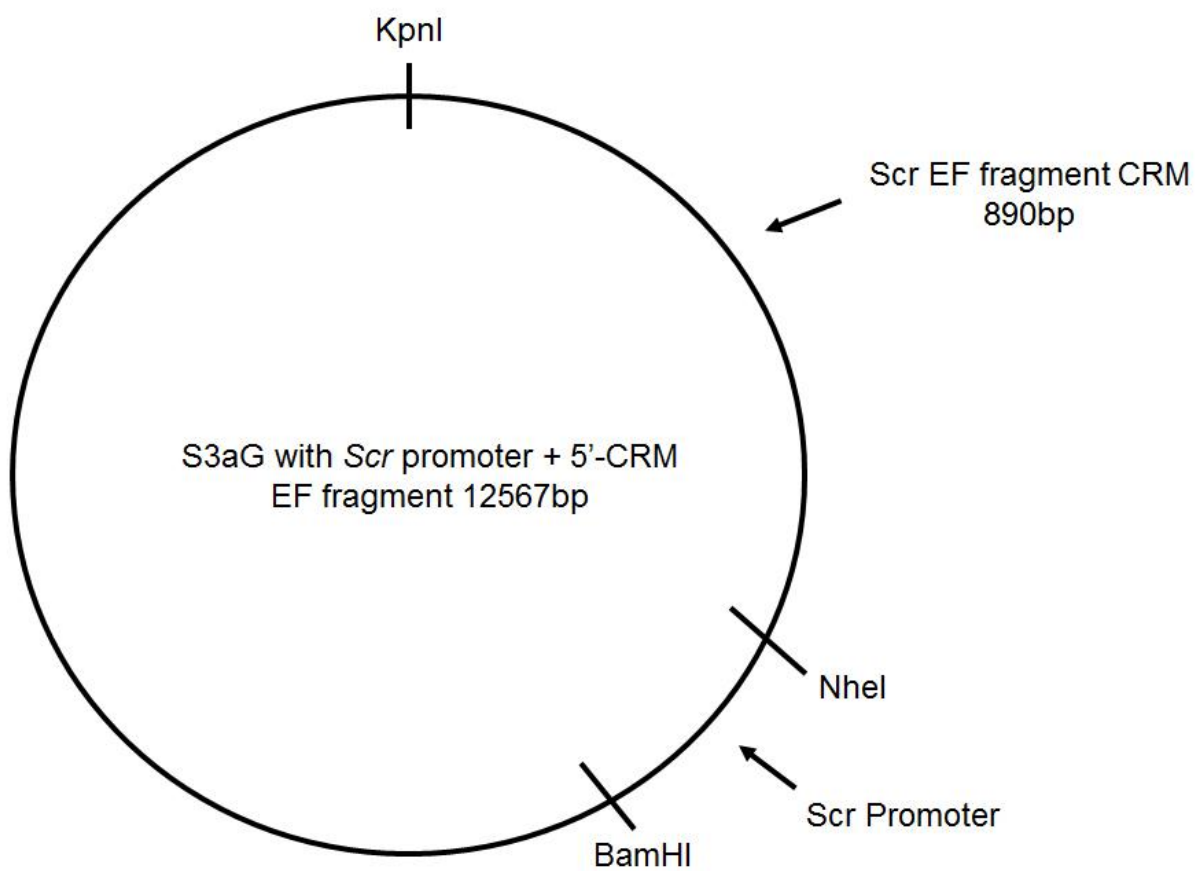 KpnI
Scr EF fragment CRM
890bp
S3aG with Scr promoter + 5’-CRM
EF fragment 12567bp
NheI
Scr Promoter
BamHI